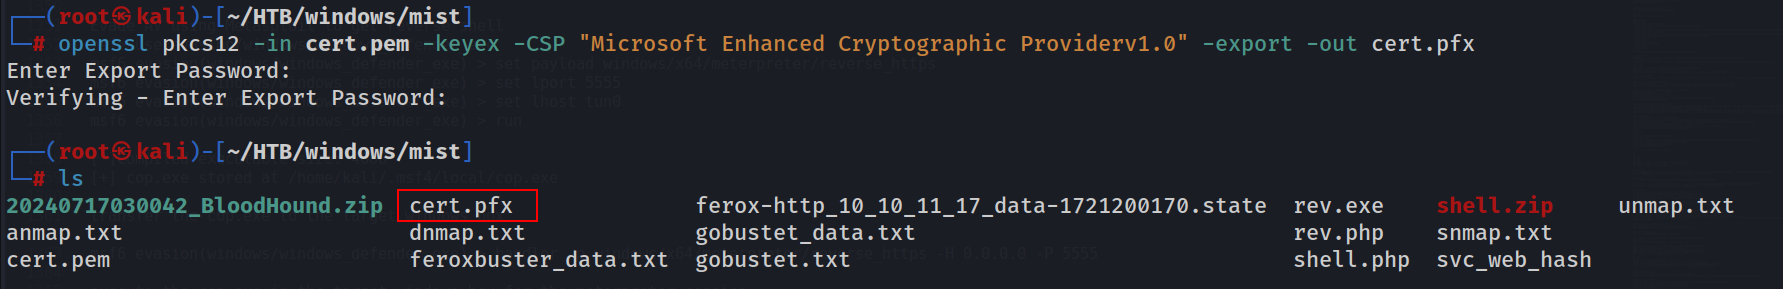 ┌──(root㉿kali)-[~/HTB/windows/mist]
└─# openssl pkcs12 -in cert.pem -keyex -CSP "Microsoft Enhanced Cryptographic Providerv1.0" -export -out cert.pfx
Enter Export Password:
Verifying - Enter Export Password:
┌──(root㉿kali)-[~/HTB/windows/mist]
└─# ls
20240717030042_BloodHound.zip cert.pfx ferox-http_10_10_11_17_data-1721200170.state rev.exe shell.zip unmap.txt
anmap.txt dnmap.txt gobustet_data.txt rev.php snmap.txt
cert.pem feroxbuster_data.txt gobustet.txt shell.php svc_web_hash